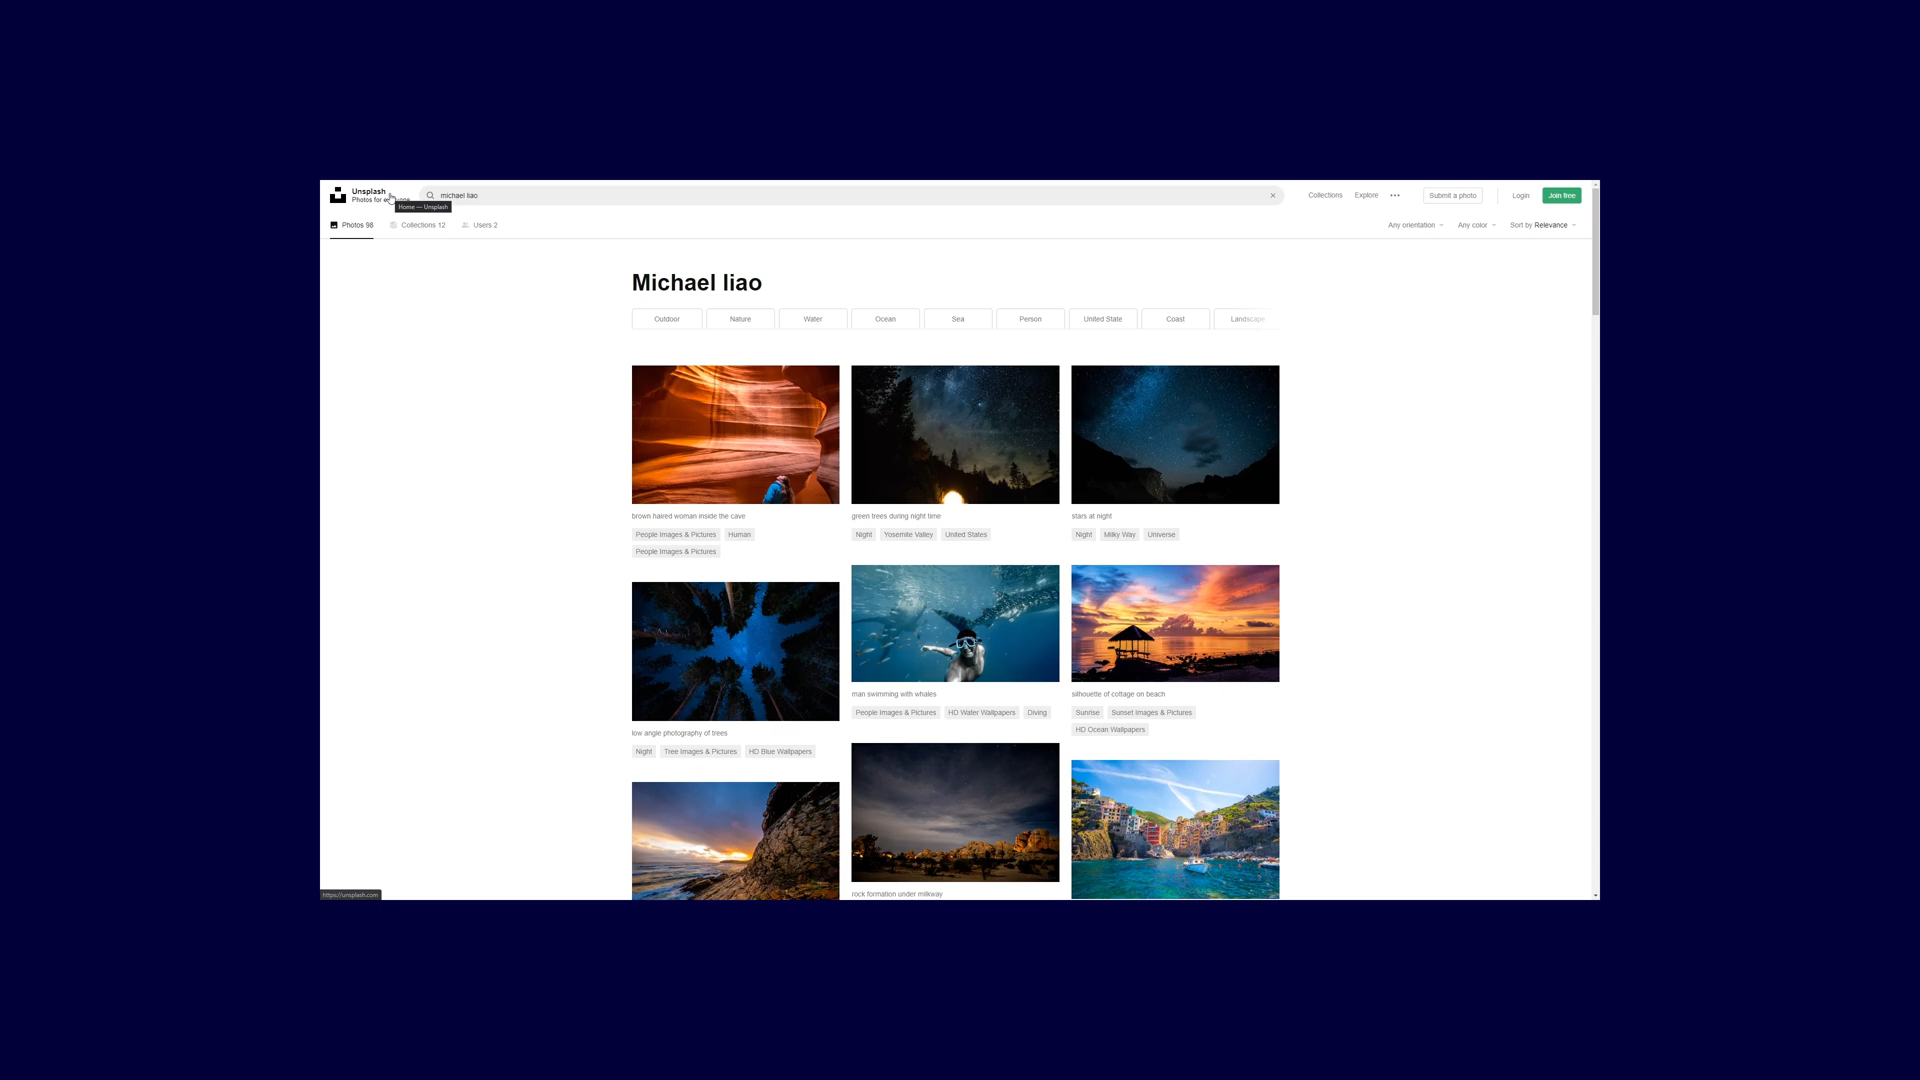 Unsplash
Photos for
Home — Unsplash
michael liao
Collections
Explore
Submit a photo
Login
Join free
Photos 98
Collections 12
Users 2
Any orientation
Any color
Sort by Relevance
Michael liao
Outdoor
Nature
Water
Ocean
Sea
Person
United State
Coast
Landscape
brown haired woman inside the cave
People Images & Pictures
Human
People Images & Pictures
green trees during night time
Night
Yosemite Valley
United States
stars at night
Night
Milky Way
Universe
low angle photography of trees
Night
Tree Images & Pictures
HD Blue Wallpapers
man swimming with whales
People Images & Pictures
HD Water Wallpapers
Diving
silhouette of cottage on beach
Sunrise
Sunset Images & Pictures
HD Ocean Wallpapers
rock formation under milkway
https://unsplash.com